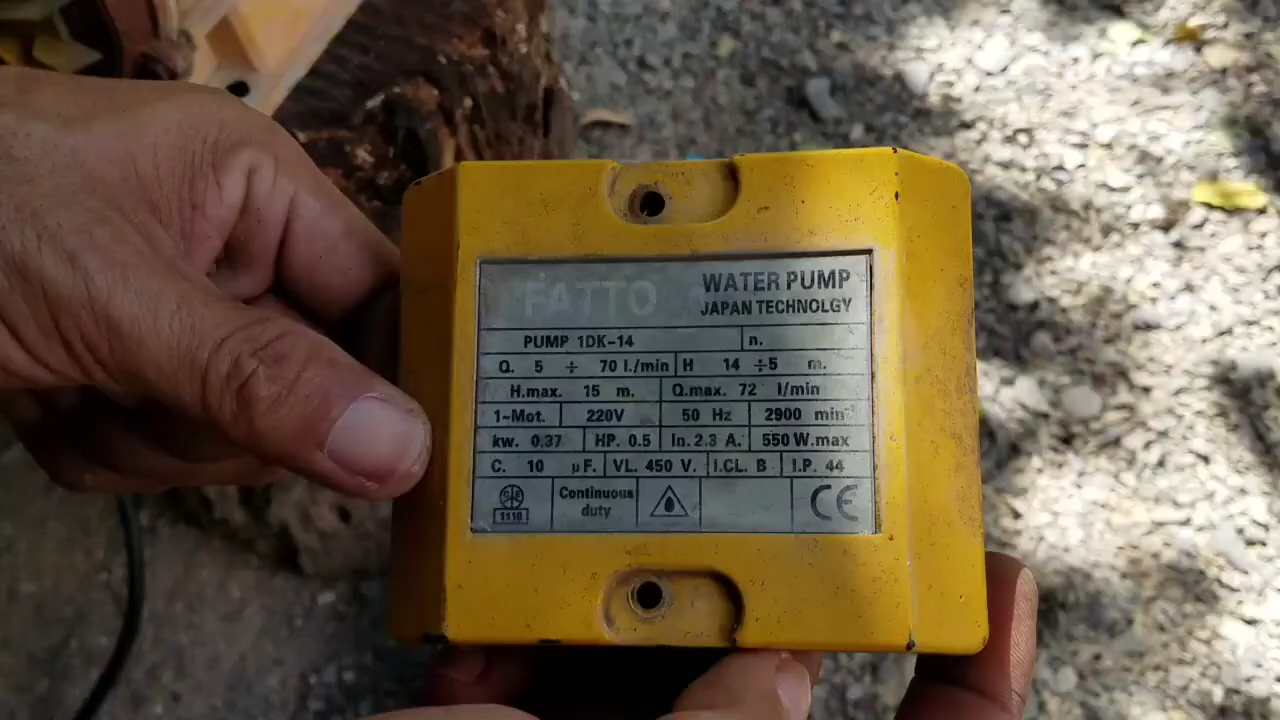 FATTO
WATER PUMP
JAPAN TECHNOLGY
PUMP 1DK-14 n.
Q. 5 ÷ 70 l./min H 14 ÷5 m.
H.max. 15 m. Q.max. 72 l/min
1~Mot. 220V 50 Hz 2900 min⁻¹
kw. 0.37 HP. 0.5 In. 2.3 A. 550 W.max
C. 10 µF. VL. 450 V. I.CL. B I.P. 44
Continuous
duty
CE
1110